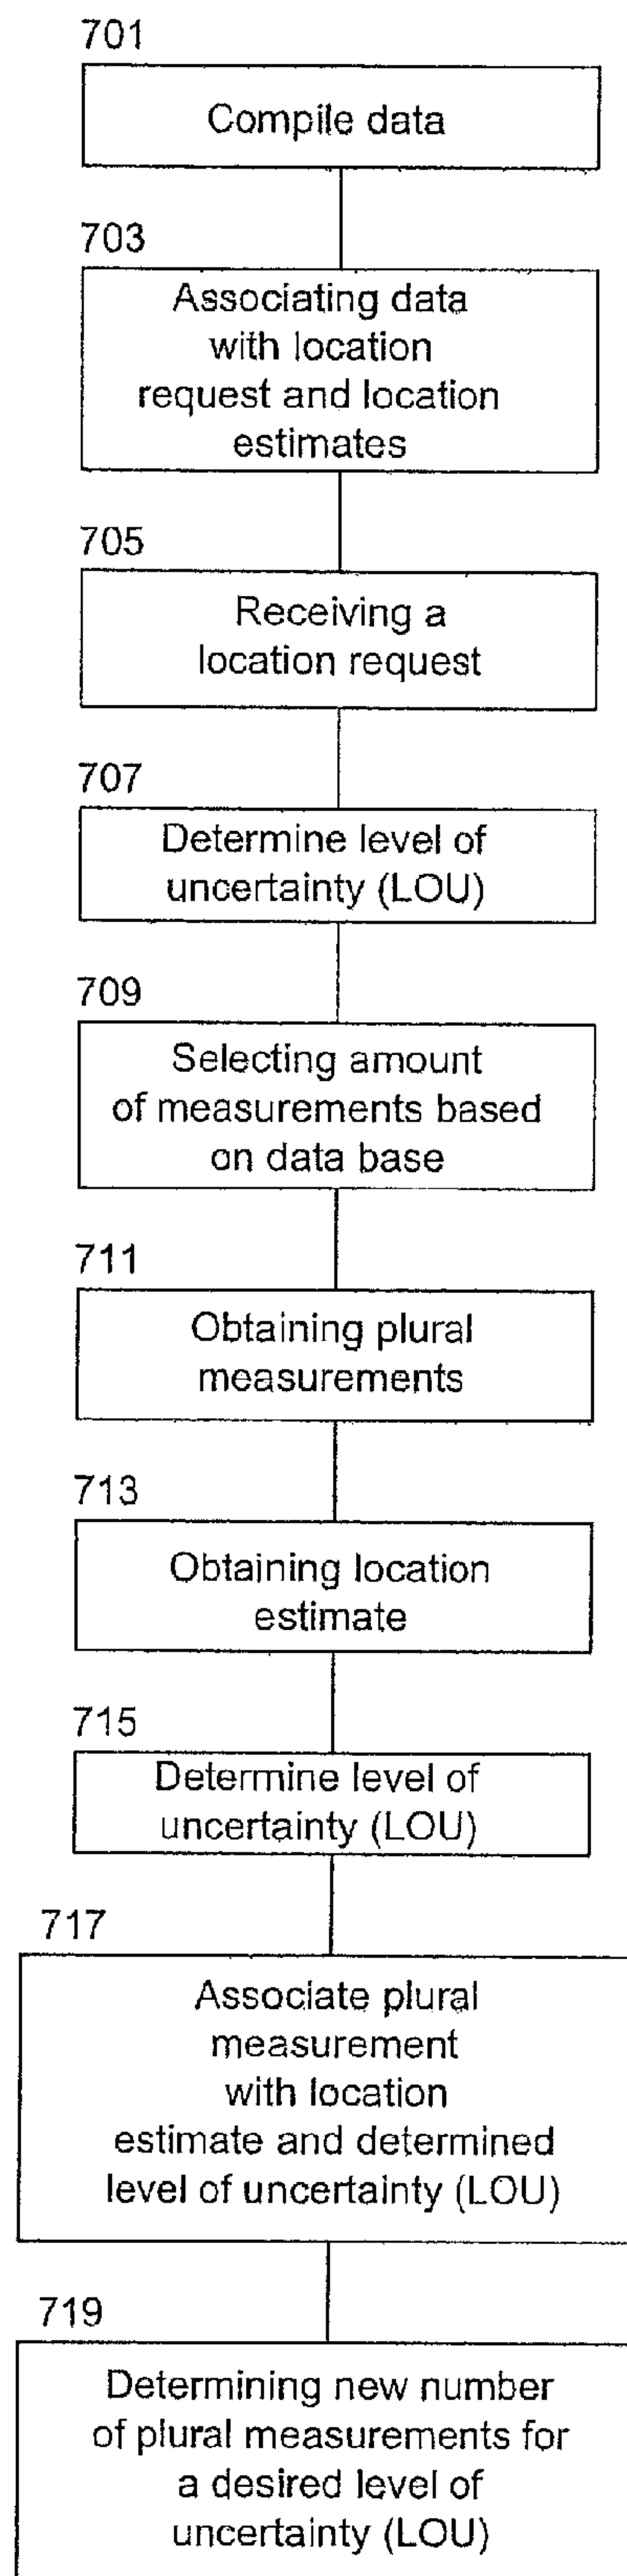 701
Compile data
703
Associating data
with location
request and location
estimates
705
Receiving a
location request
707
Determine level of
uncertainty (LOU)
709
Selecting amount
of measurements based
on data base
711
Obtaining plural
measurements
713
Obtaining location
estimate
715
Determine level of
uncertainty (LOU)
717
Associate plural
measurement
with location
estimate and determined
level of uncertainty (LOU)
719
Determining new number
of plural measurements for
a desired level of
uncertainty (LOU)